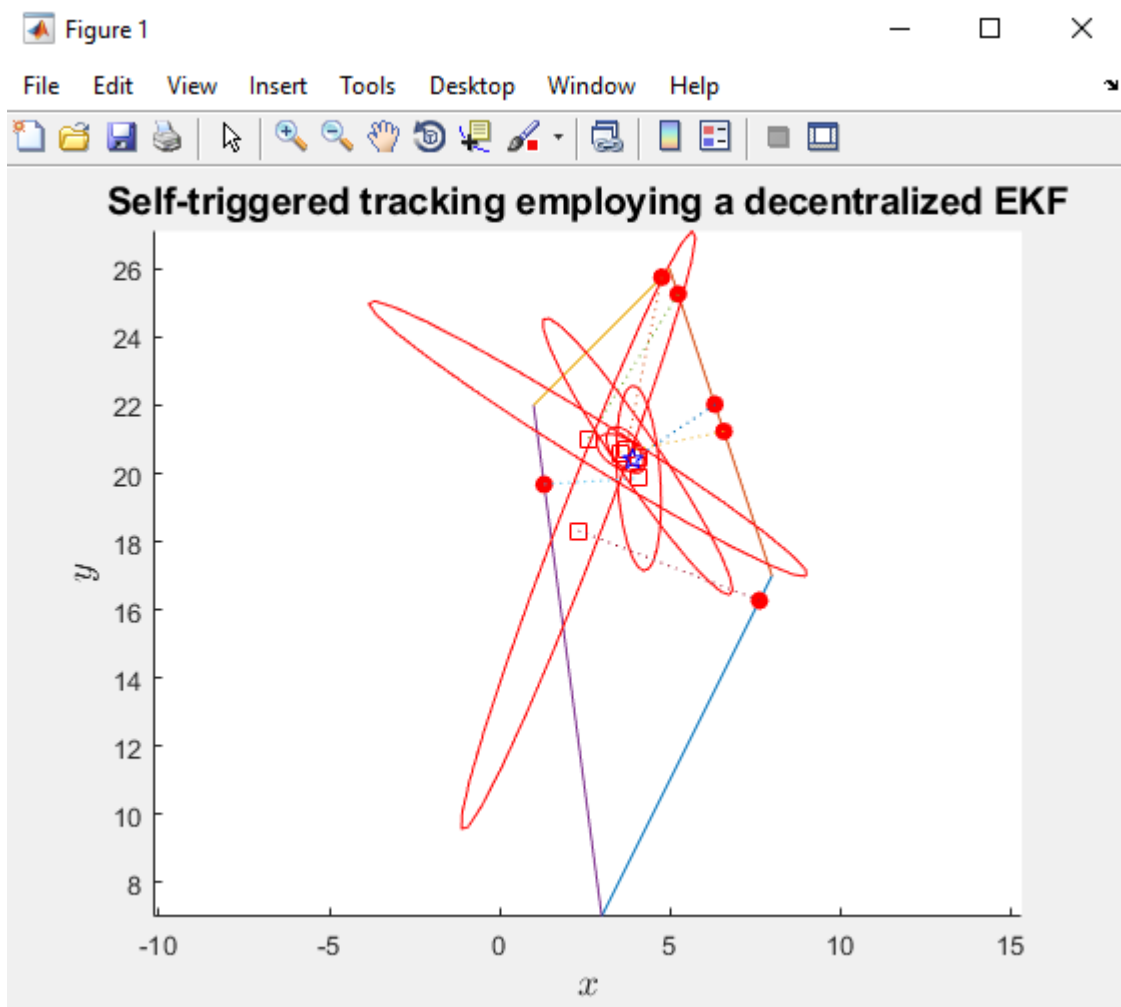 Figure 1
File Edit View Insert Tools Desktop Window Help
Self-triggered tracking employing a decentralized EKF
26
24
22
20
18
16
14
12
10
8
y
-10 -5 0 5 10 15
x